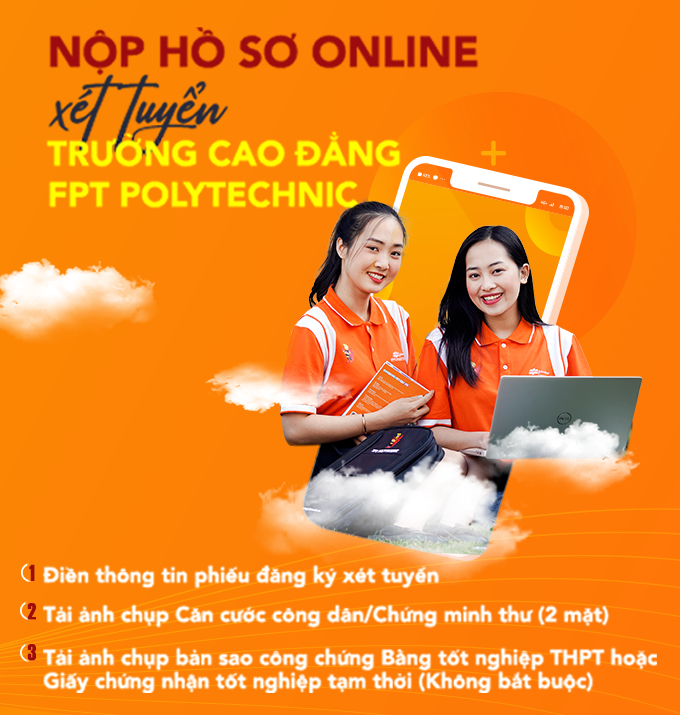 NỘP HỒ SƠ ONLINE
xét tuyển
TRƯỜNG CAO ĐẲNG
FPT POLYTECHNIC
1 Điền thông tin phiếu đăng ký xét tuyển
2 Tải ảnh chụp Căn cước công dân/Chứng minh thư (2 mặt)
3 Tải ảnh chụp bản sao công chứng Bằng tốt nghiệp THPT hoặc
Giấy chứng nhận tốt nghiệp tạm thời (Không bắt buộc)
DELL